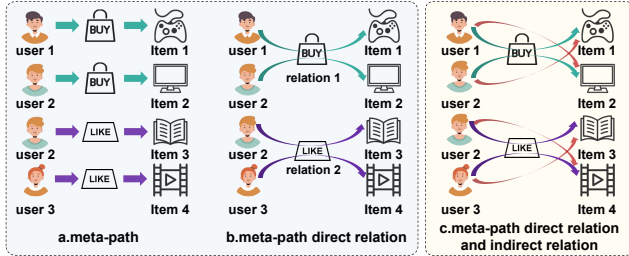 BUY
user 1
Item 1
BUY
user 2
Item 2
LIKE
user 2
Item 3
LIKE
user 3
Item 4
a.meta-path
user 1
BUY
Item 1
relation 1
user 2
Item 2
user 2
LIKE
Item 3
relation 2
user 3
Item 4
b.meta-path direct relation
user 1
BUY
Item 1
user 2
Item 2
user 2
LIKE
Item 3
user 3
Item 4
c.meta-path direct relation
and indirect relation